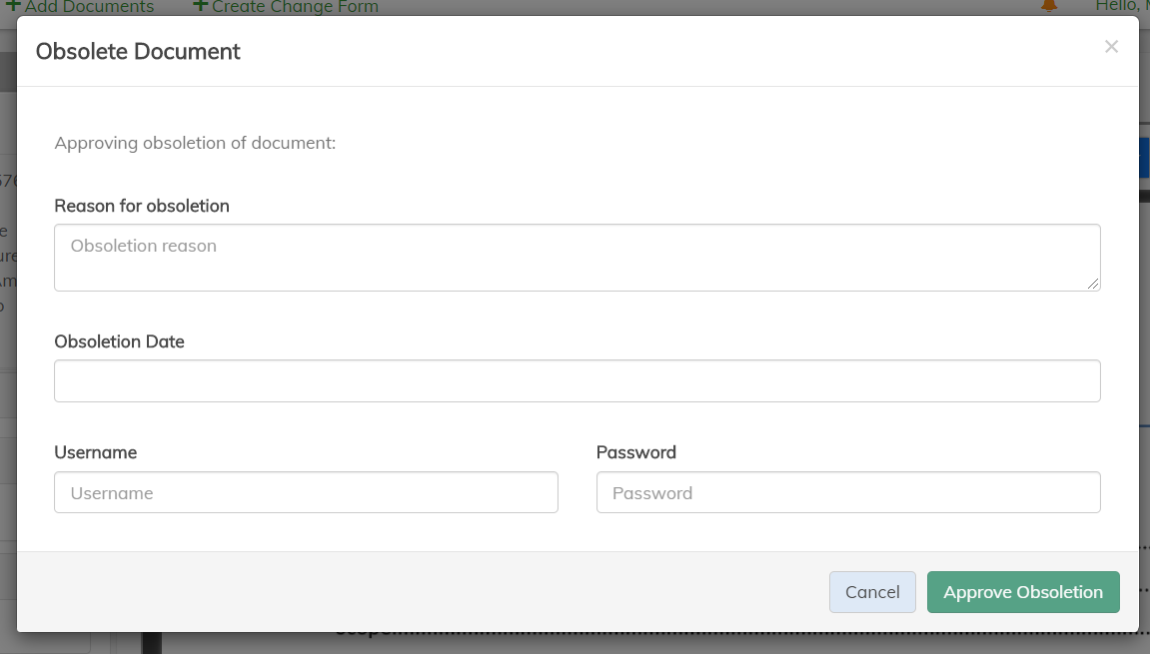 Add Documents
Create Change Form
Hello,
Obsolete Document
×
Approving obsoletion of document:
Reason for obsoletion
Obsoletion reason
Obsoletion Date
Username
Password
Username
Password
Cancel
Approve Obsoletion